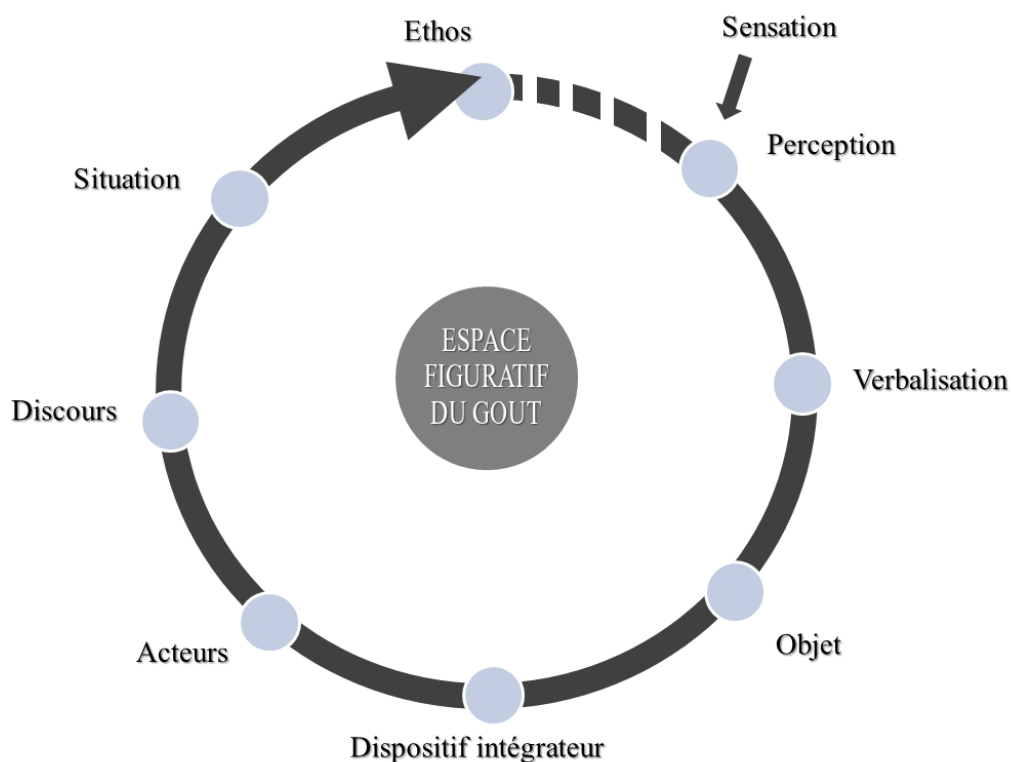 Sensation
Ethos
Perception
Situation
ESPACE
FIGURATIF
DU GOUT
Verbalisation
Discours
Objet
Acteurs
Dispositif intégrateur